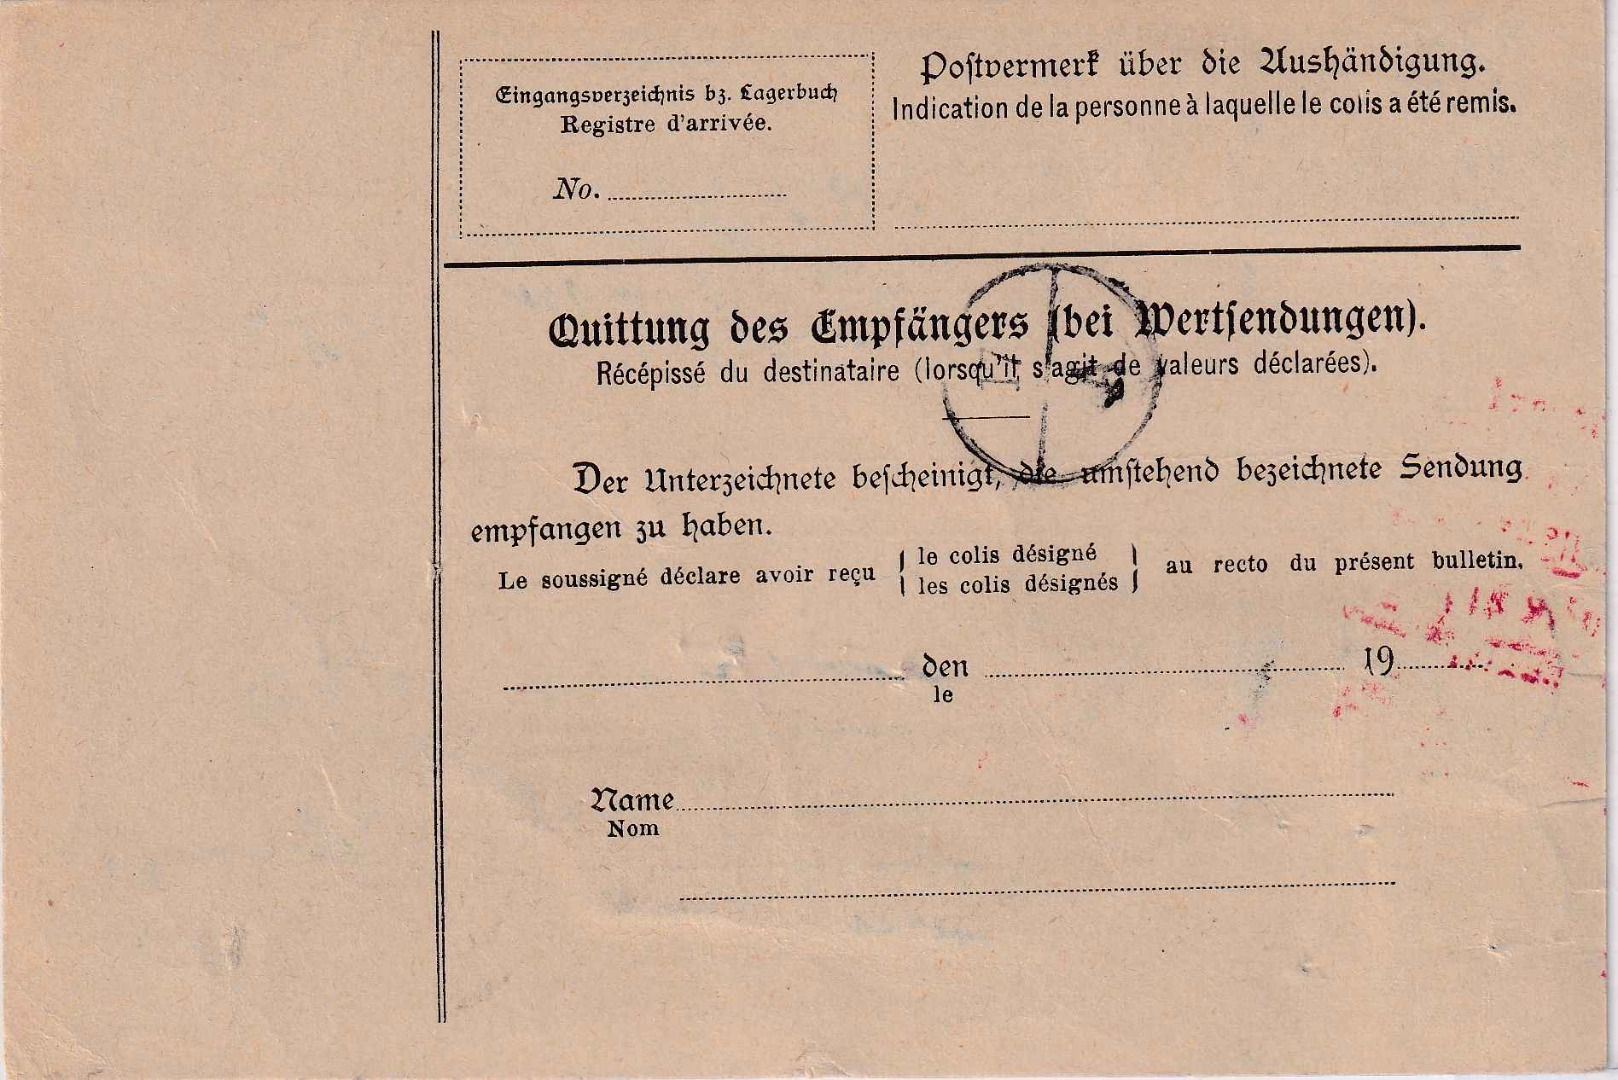 Eingangsverzeichnis bz. Lagerbuch
Registre d'arrivée.
No.
Postvermerk über die Aushändigung.
Indication de la personne à laquelle le colis a été remis.
Quittung des Empfängers (bei Wertsendungen).
Récépissé du destinataire (lorsqu'il s'agit de valeurs déclarées).
Der Unterzeichnete bescheinigt, die umstehend bezeichnete Sendung
empfangen zu haben.
Le soussigné déclare avoir reçu { le colis désigné / les colis désignés } au recto du présent bulletin.
den 19
le
Name
Nom